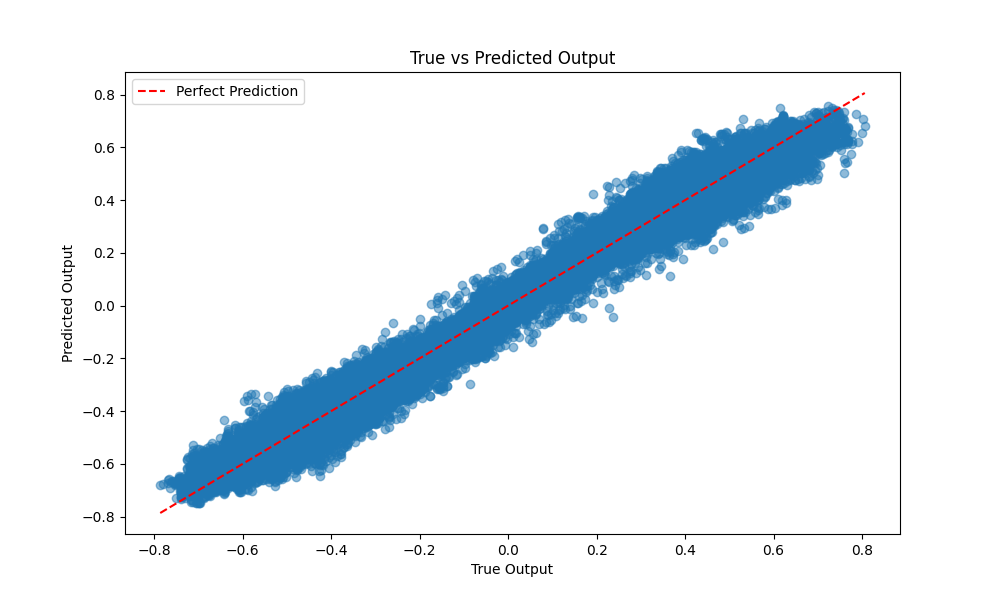 True vs Predicted Output
Perfect Prediction
0.8
0.6
0.4
0.2
0.0
−0.2
−0.4
−0.6
−0.8
Predicted Output
−0.8 −0.6 −0.4 −0.2 0.0 0.2 0.4 0.6 0.8
True Output